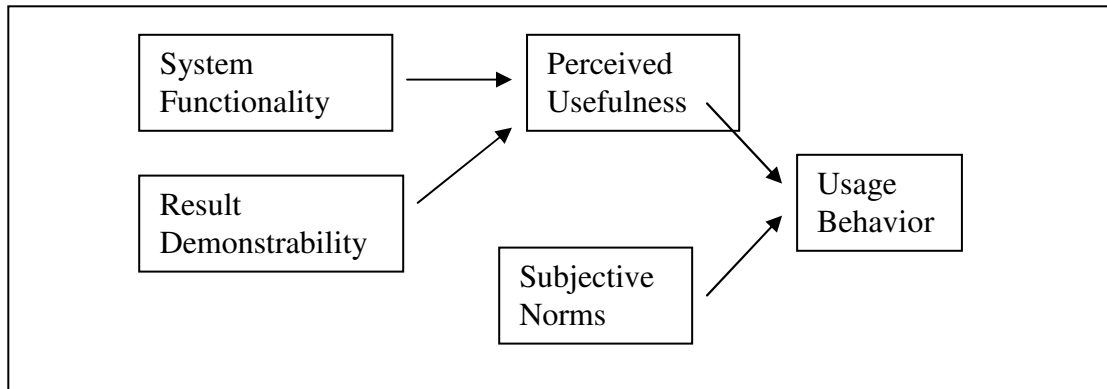 System
Functionality
Perceived
Usefulness
Result
Demonstrability
Usage
Behavior
Subjective
Norms